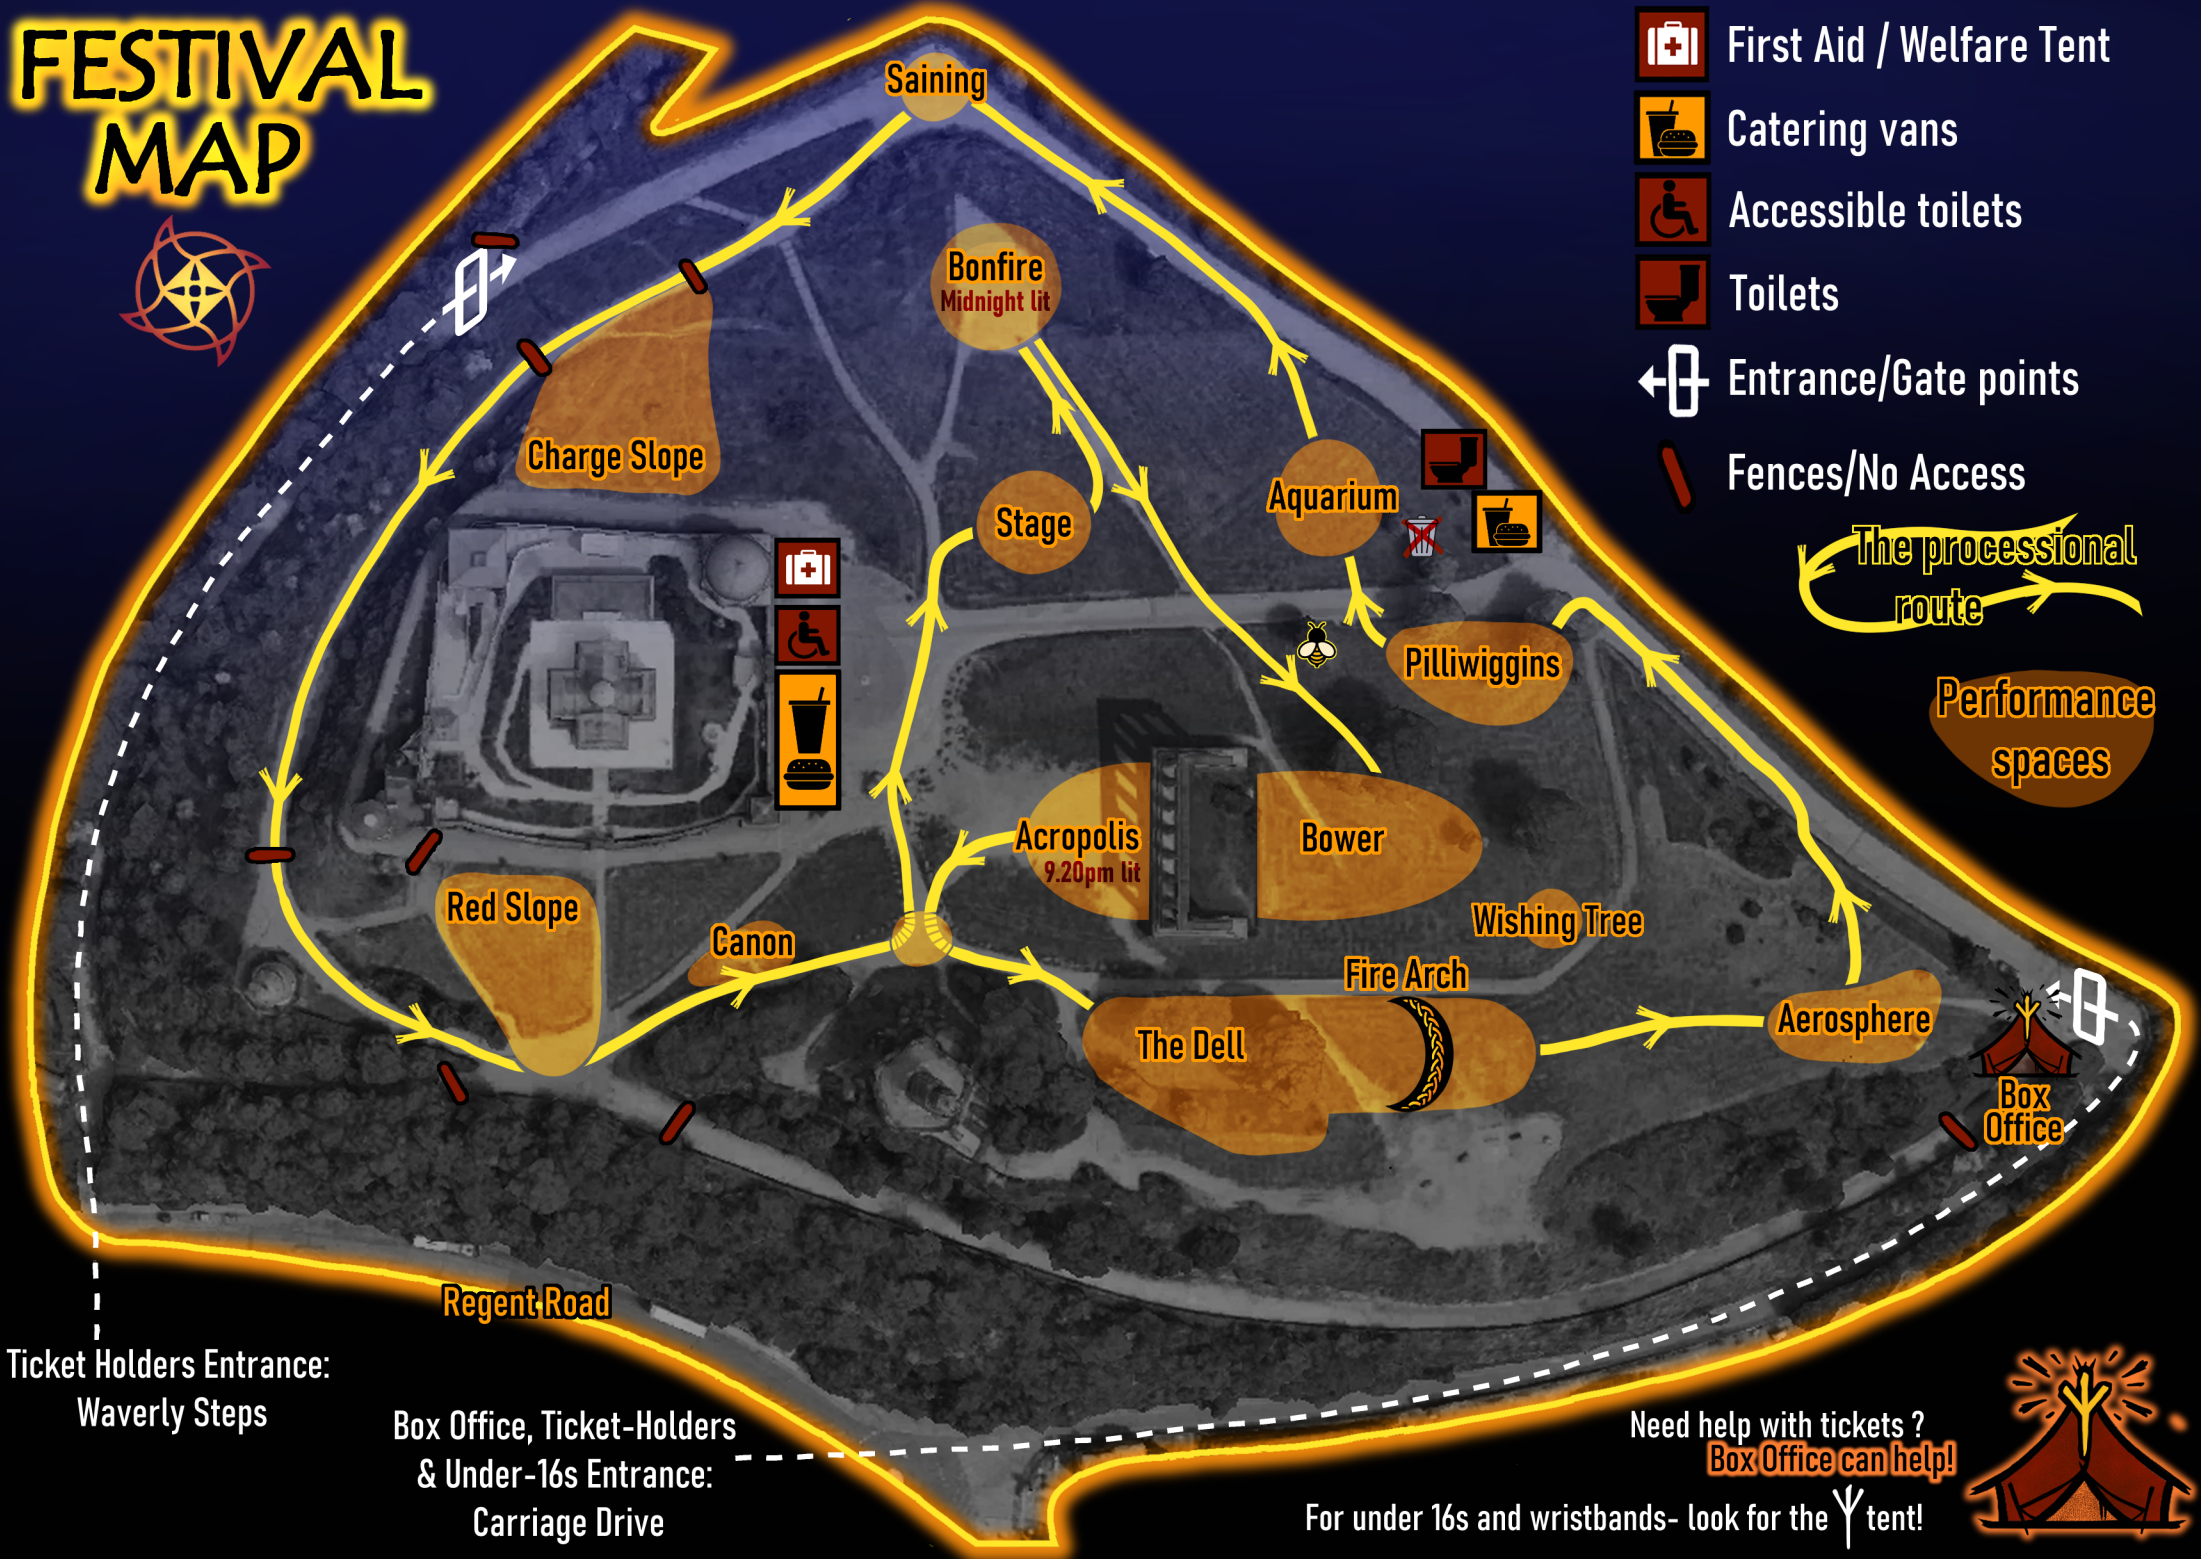 FESTIVAL
MAP
First Aid / Welfare Tent
Catering vans
Accessible toilets
Toilets
Entrance/Gate points
Fences/No Access
The processional
route
Performance
spaces
Saining
Bonfire
Midnight lit
Charge Slope
Stage
Aquarium
Pilliwiggins
Acropolis
9.20pm lit
Bower
Red Slope
Canon
Wishing Tree
Fire Arch
The Dell
Aerosphere
Box
Office
Regent Road
Ticket Holders Entrance:
Waverly Steps
Box Office, Ticket-Holders
& Under-16s Entrance:
Carriage Drive
Need help with tickets ?
Box Office can help!
For under 16s and wristbands- look for the tent!